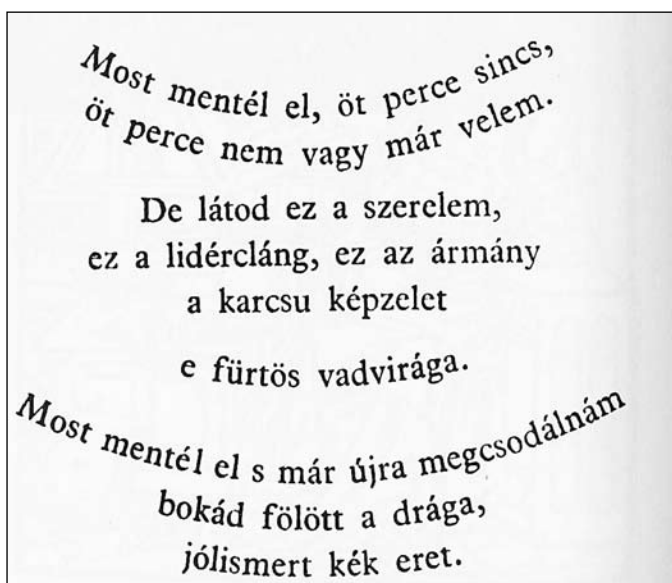 Most mentél el, öt perce sincs,
öt perce nem vagy már velem.
De látod ez a szerelem,
ez a lidércláng, ez az ármány
a karcsu képzelet
e fürtös vadvirága.
Most mentél el s már újra megcsodálnám
bokád fölött a drága,
jólismert kék eret.